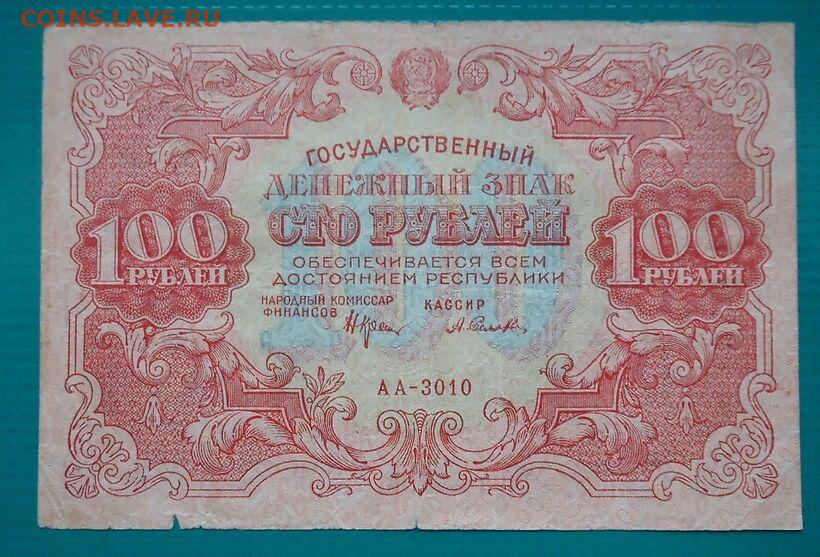 COINS.LAVE.RU
ГОСУДАРСТВЕННЫЙ
ДЕНЕЖНЫЙ ЗНАК
СТО РУБЛЕЙ
100
РУБЛЕЙ
100
РУБЛЕЙ
100
ОБЕСПЕЧИВАЕТСЯ ВСЕМ
ДОСТОЯНИЕМ РЕСПУБЛИКИ
НАРОДНЫЙ КОМИССАР
ФИНАНСОВ
КАССИР
АА-3010